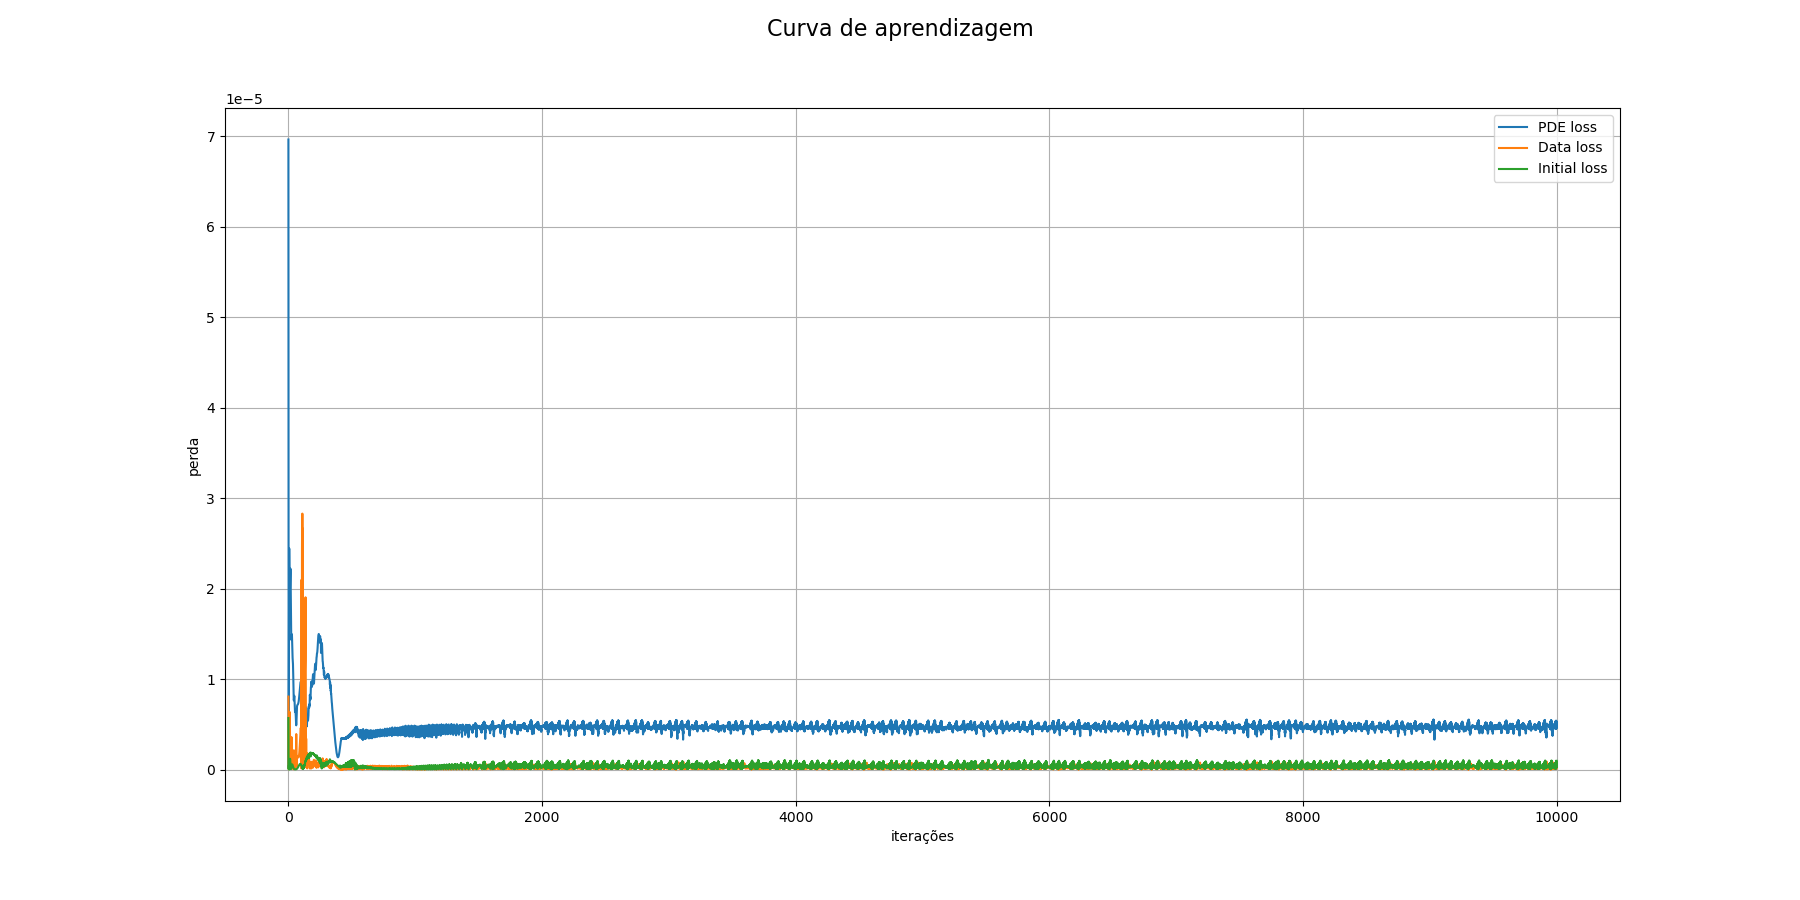 Curva de aprendizagem
1e−5
7
6
5
4
3
2
1
0
perda
0
2000
4000
6000
8000
10000
iterações
PDE loss
Data loss
Initial loss